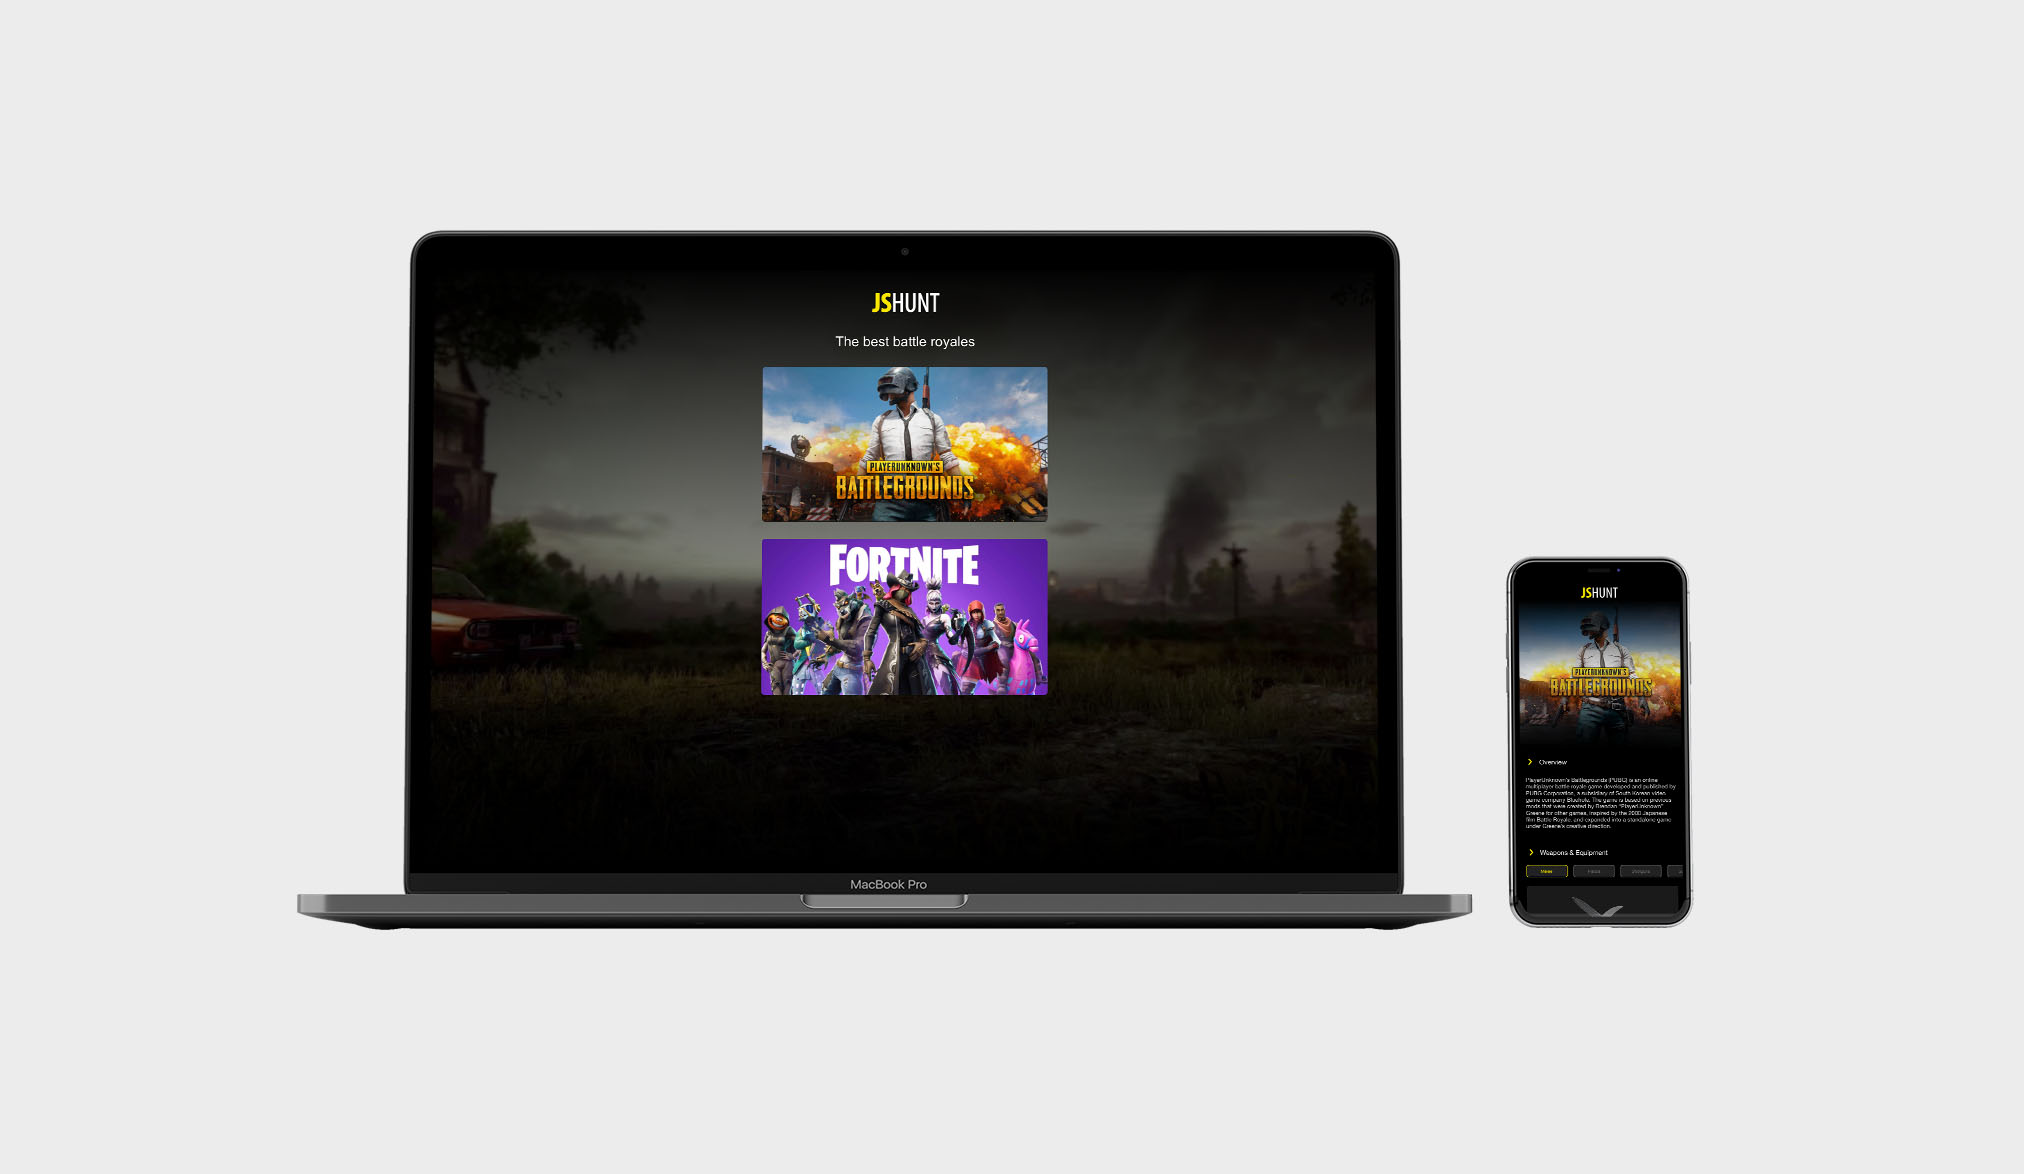 JSHUNT
The best battle royales
PLAYERUNKNOWN'S
BATTLEGROUNDS
FORTNITE
MacBook Pro
JSHUNT
PLAYERUNKNOWN'S
BATTLEGROUNDS
Overview
PlayerUnknown's Battlegrounds (PUBG) is an online
multiplayer battle royale game developed and published by
PUBG Corporation, a subsidiary of South Korean video
game company Bluehole. The game is based on previous
mods that were created by Brendan "PlayerUnknown"
Greene for other games, inspired by the 2000 Japanese
film Battle Royale, and expanded into a standalone game
under Greene's creative direction.
Weapons & Equipment
Melee
Pistols
Shotguns